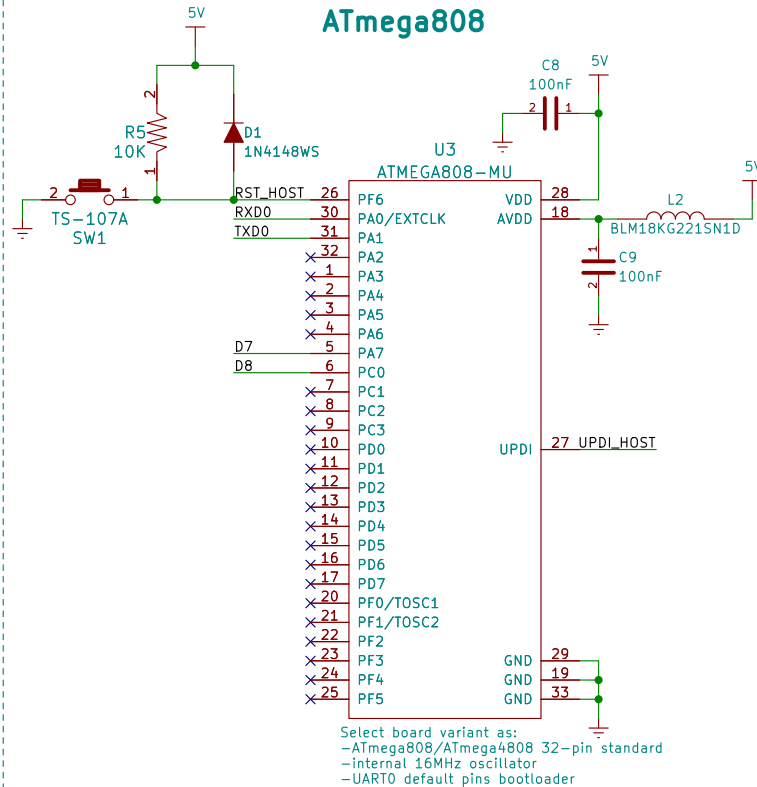 ATmega808
5V
C8
100nF
5V
2
1
2
R5
10K
1
D1
1N4148WS
U3
ATMEGA808-MU
2
1
TS-107A
SW1
RST_HOST 26 PF6
RXD0 30 PA0/EXTCLK
TXD0 31 PA1
32 PA2
1 PA3
2 PA4
3 PA5
4 PA6
D7 5 PA7
D8 6 PC0
7 PC1
8 PC2
9 PC3
10 PD0
11 PD1
12 PD2
13 PD3
14 PD4
15 PD5
16 PD6
17 PD7
20 PF0/TOSC1
21 PF1/TOSC2
22 PF2
23 PF3
24 PF4
25 PF5
VDD 28
AVDD 18
5V
L2
BLM18KG221SN1D
1
C9
100nF
2
UPDI 27 UPDI_HOST
GND 29
GND 19
GND 33
Select board variant as:
-ATmega808/ATmega4808 32-pin standard
-internal 16MHz oscillator
-UART0 default pins bootloader